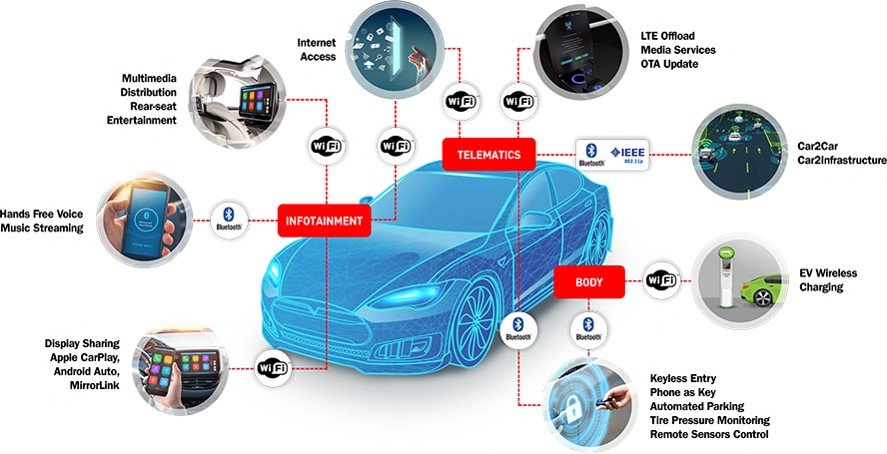 Internet
Access
LTE Offload
Media Services
OTA Update
Multimedia
Distribution
Rear-seat
Entertainment
WiFi
WiFi
WiFi
WiFi
TELEMATICS
Bluetooth
IEEE
802.11p
Car2Car
Car2Infrastructure
Hands Free Voice
Music Streaming
Bluetooth
INFOTAINMENT
BODY
WiFi
EV Wireless
Charging
Display Sharing
Apple CarPlay,
Android Auto,
MirrorLink
WiFi
Bluetooth
Bluetooth
Keyless Entry
Phone as Key
Automated Parking
Tire Pressure Monitoring
Remote Sensors Control